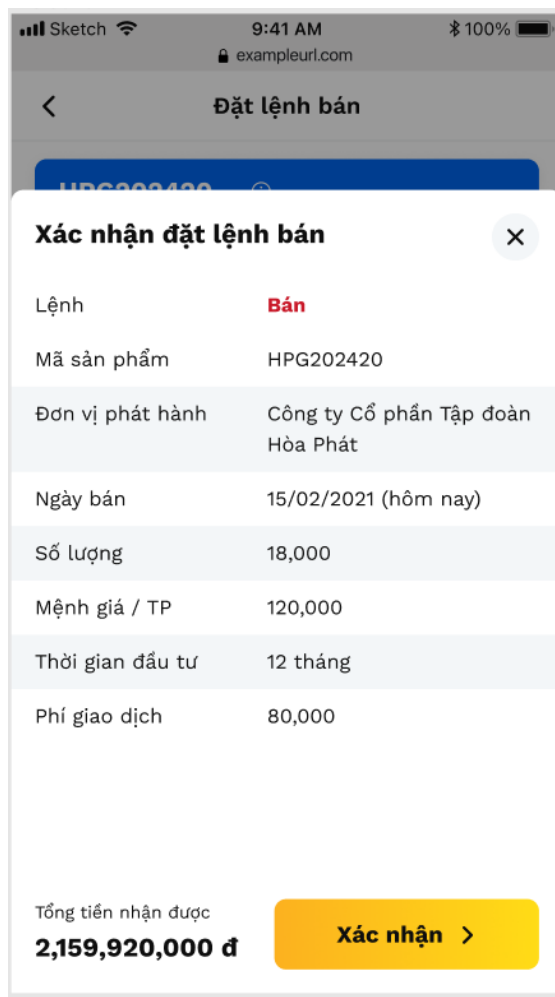 Sketch 9:41 AM 100%
exampleurl.com
Đặt lệnh bán
HPG202420
Xác nhận đặt lệnh bán
Lệnh Bán
Mã sản phẩm HPG202420
Đơn vị phát hành Công ty Cổ phần Tập đoàn
Hòa Phát
Ngày bán 15/02/2021 (hôm nay)
Số lượng 18,000
Mệnh giá / TP 120,000
Thời gian đầu tư 12 tháng
Phí giao dịch 80,000
Tổng tiền nhận được
2,159,920,000 đ
Xác nhận